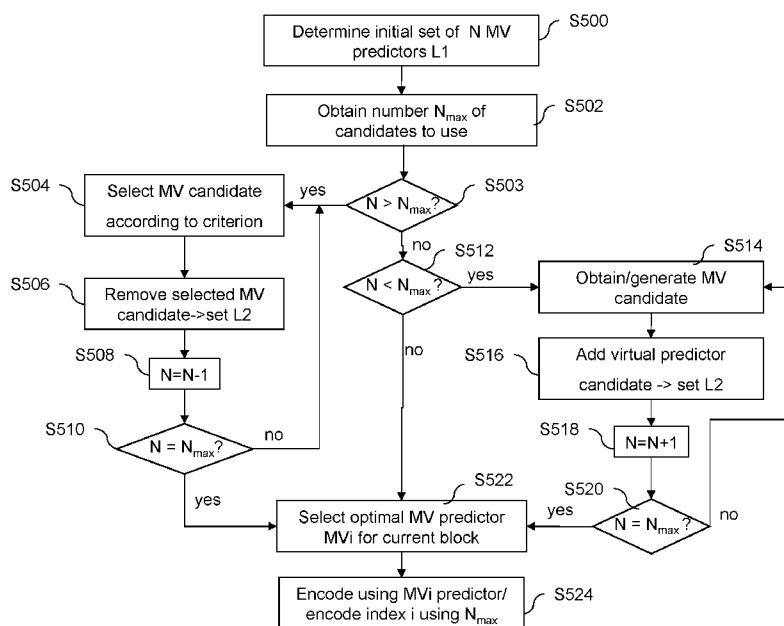 Determine initial set of N MV
predictors L1
S500
Obtain number Nmax of
candidates to use
S502
S504
Select MV candidate
according to criterion
yes
N > Nmax?
S503
no
S506
Remove selected MV
candidate->set L2
N < Nmax?
S512
yes
no
Obtain/generate MV
candidate
S514
S508
N=N-1
S516
Add virtual predictor
candidate -> set L2
S510
N = Nmax?
no
yes
S518
N=N+1
S520
N = Nmax?
yes
no
S522
Select optimal MV predictor
MVi for current block
Encode using MVi predictor/
encode index i using Nmax
S524